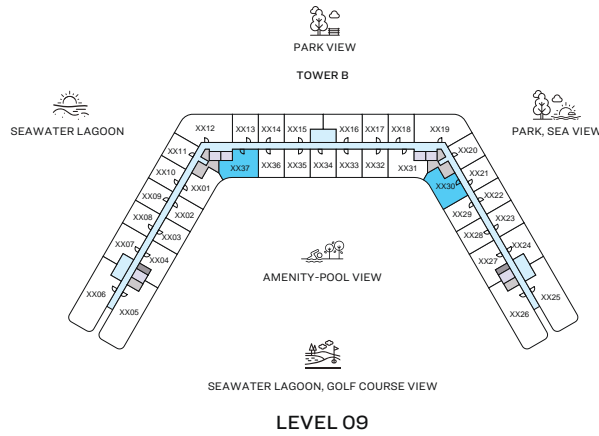 PARK VIEW
TOWER B
SEAWATER LAGOON
PARK, SEA VIEW
XX12
XX13
XX14
XX15
XX16
XX17
XX18
XX19
XX11
XX37
XX36
XX35
XX34
XX33
XX32
XX31
XX20
XX10
XX01
XX30
XX21
XX09
XX02
XX29
XX22
XX08
XX03
XX28
XX23
XX07
XX04
XX27
XX24
XX06
XX05
XX26
XX25
AMENITY-POOL VIEW
SEAWATER LAGOON, GOLF COURSE VIEW
LEVEL 09